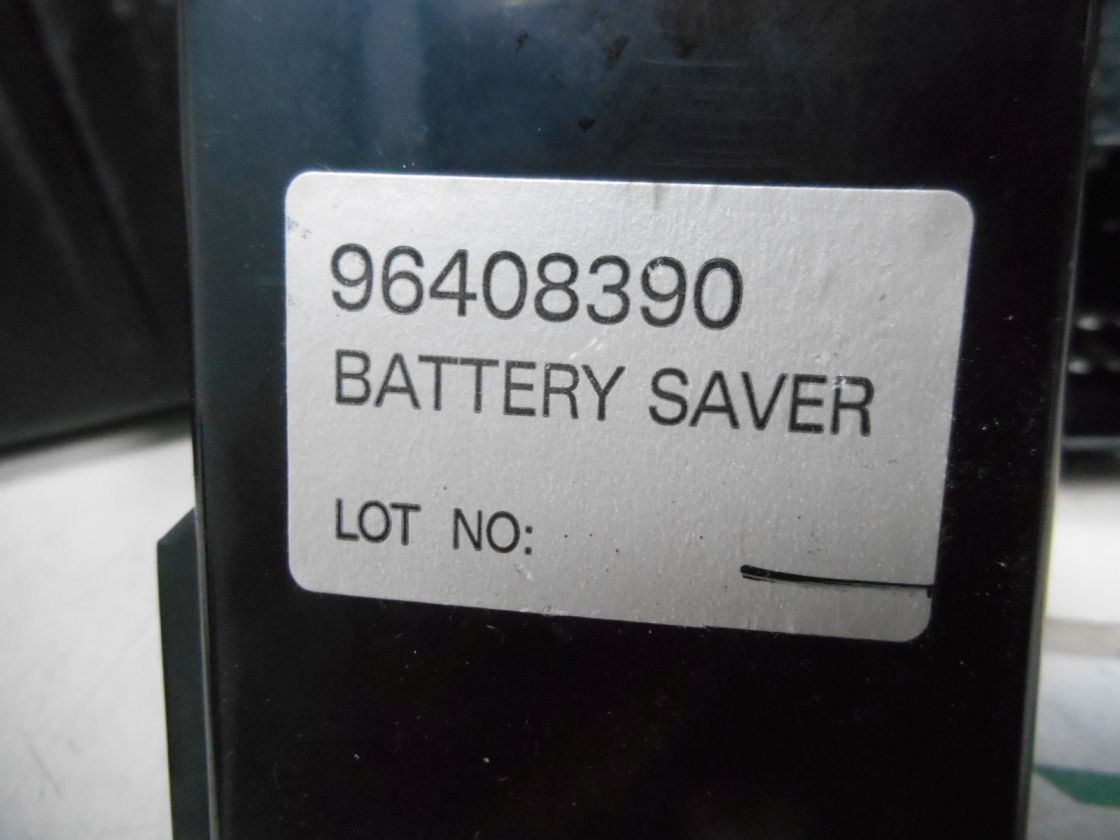 96408390
BATTERY SAVER
LOT NO: